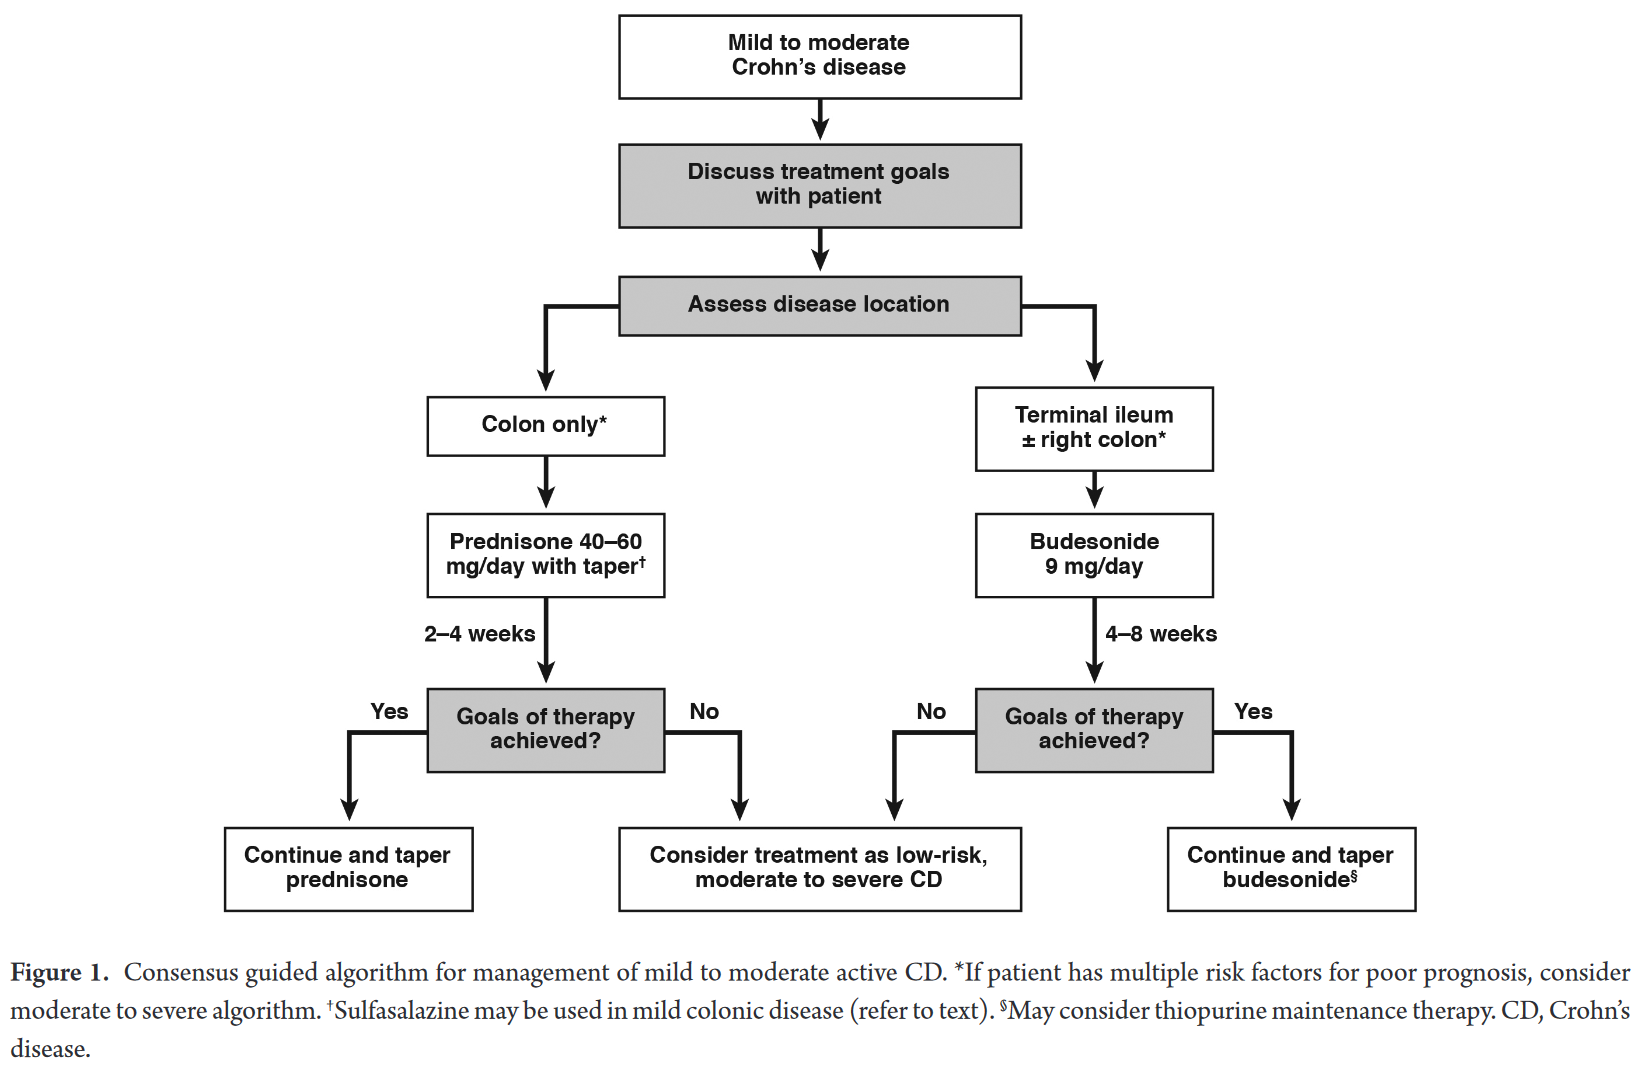 Mild to moderate
Crohn’s disease
Discuss treatment goals
with patient
Assess disease location
Colon only*
Terminal ileum
± right colon*
Prednisone 40–60
mg/day with taper†
Budesonide
9 mg/day
2–4 weeks
4–8 weeks
Yes
Goals of therapy
achieved?
No
No
Goals of therapy
achieved?
Yes
Continue and taper
prednisone
Consider treatment as low-risk,
moderate to severe CD
Continue and taper
budesonide§
Figure 1. Consensus guided algorithm for management of mild to moderate active CD. *If patient has multiple risk factors for poor prognosis, consider
moderate to severe algorithm. †Sulfasalazine may be used in mild colonic disease (refer to text). §May consider thiopurine maintenance therapy. CD, Crohn’s
disease.